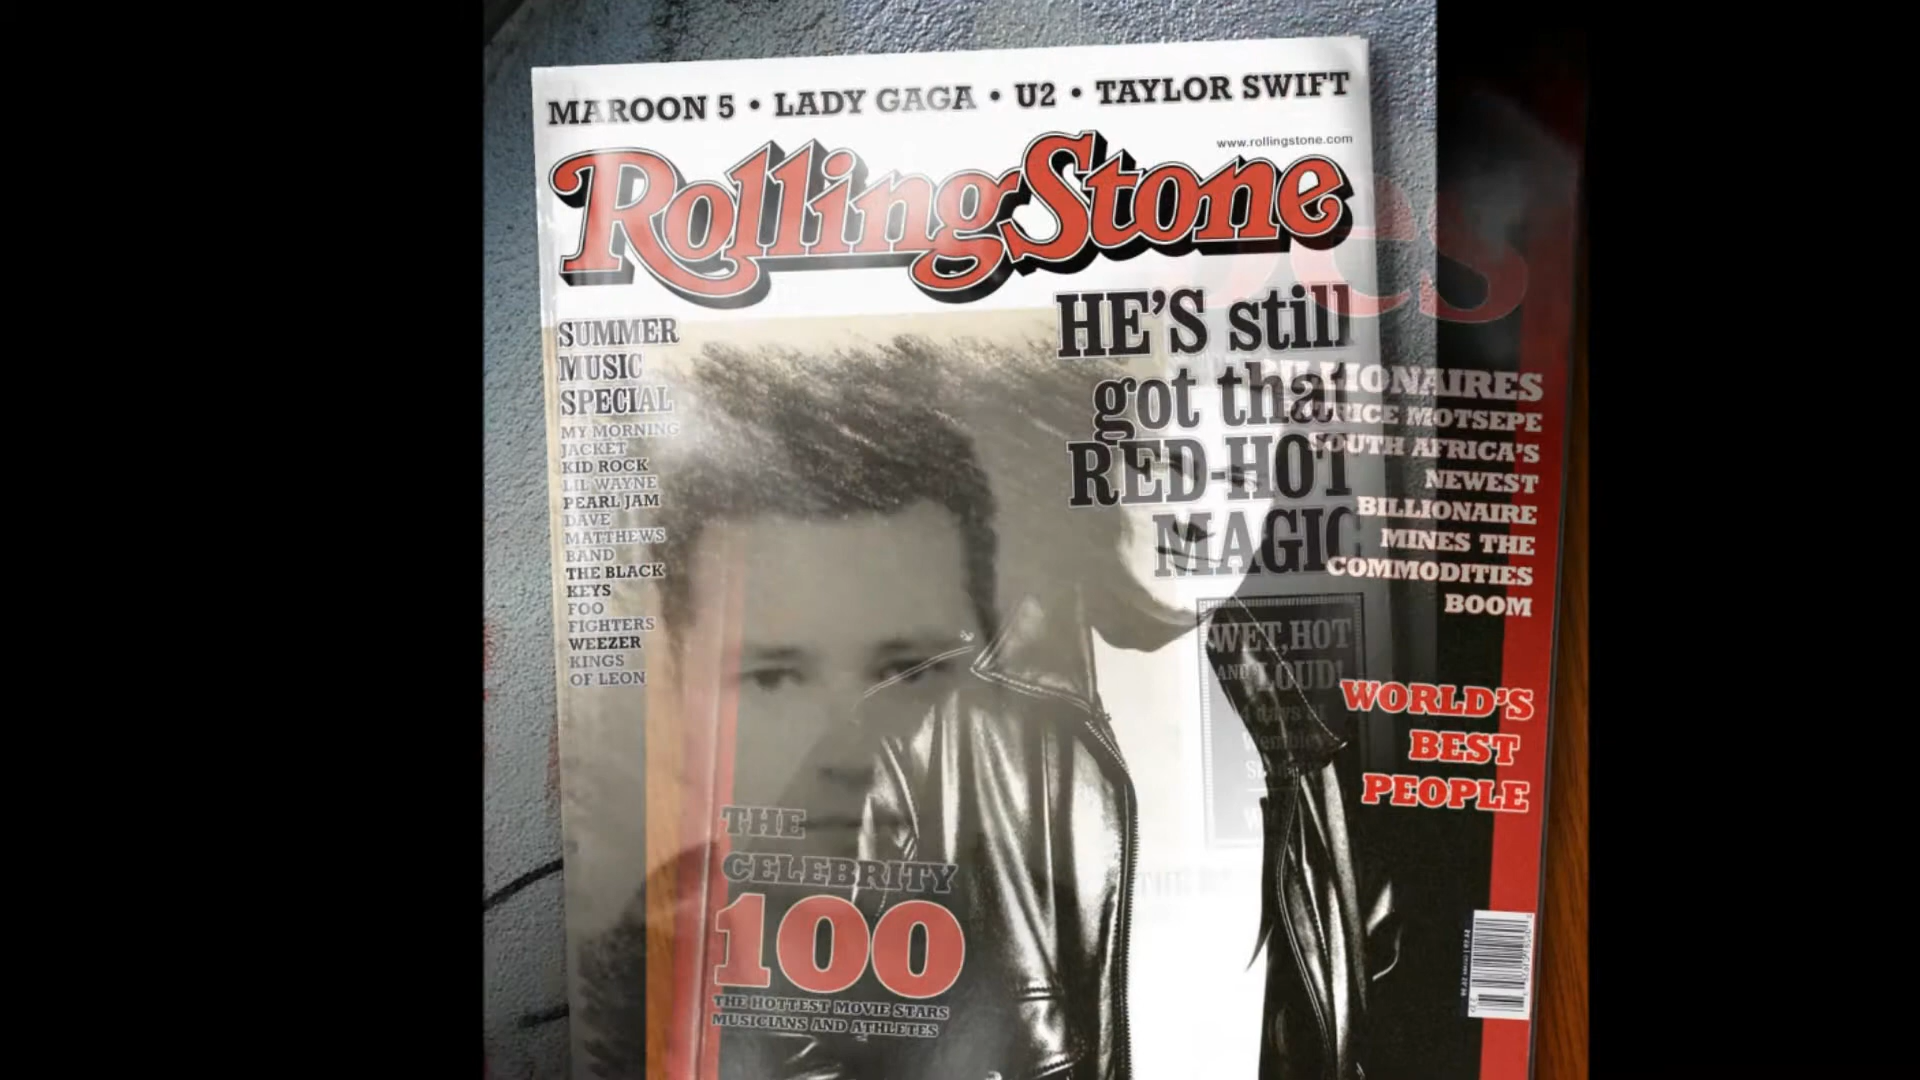 MAROON 5 • LADY GAGA • U2 • TAYLOR SWIFT
www.rollingstone.com
RollingStone
HE'S still
got that
RED-HOT
MAGIC
SUMMER
MUSIC
SPECIAL
MY MORNING
JACKET
KID ROCK
LIL WAYNE
PEARL JAM
DAVE
MATTHEWS
BAND
THE BLACK
KEYS
FOO
FIGHTERS
WEEZER
KINGS
OF LEON
BILLIONAIRES
PATRICE MOTSEPE
SOUTH AFRICA'S
NEWEST
BILLIONAIRE
MINES THE
COMMODITIES
BOOM
WET, HOT
AND LOUD!
days at
Wembley
WORLD'S
BEST
PEOPLE
THE
CELEBRITY
100
THE HOTTEST MOVIE STARS
MUSICIANS AND ATHLETES